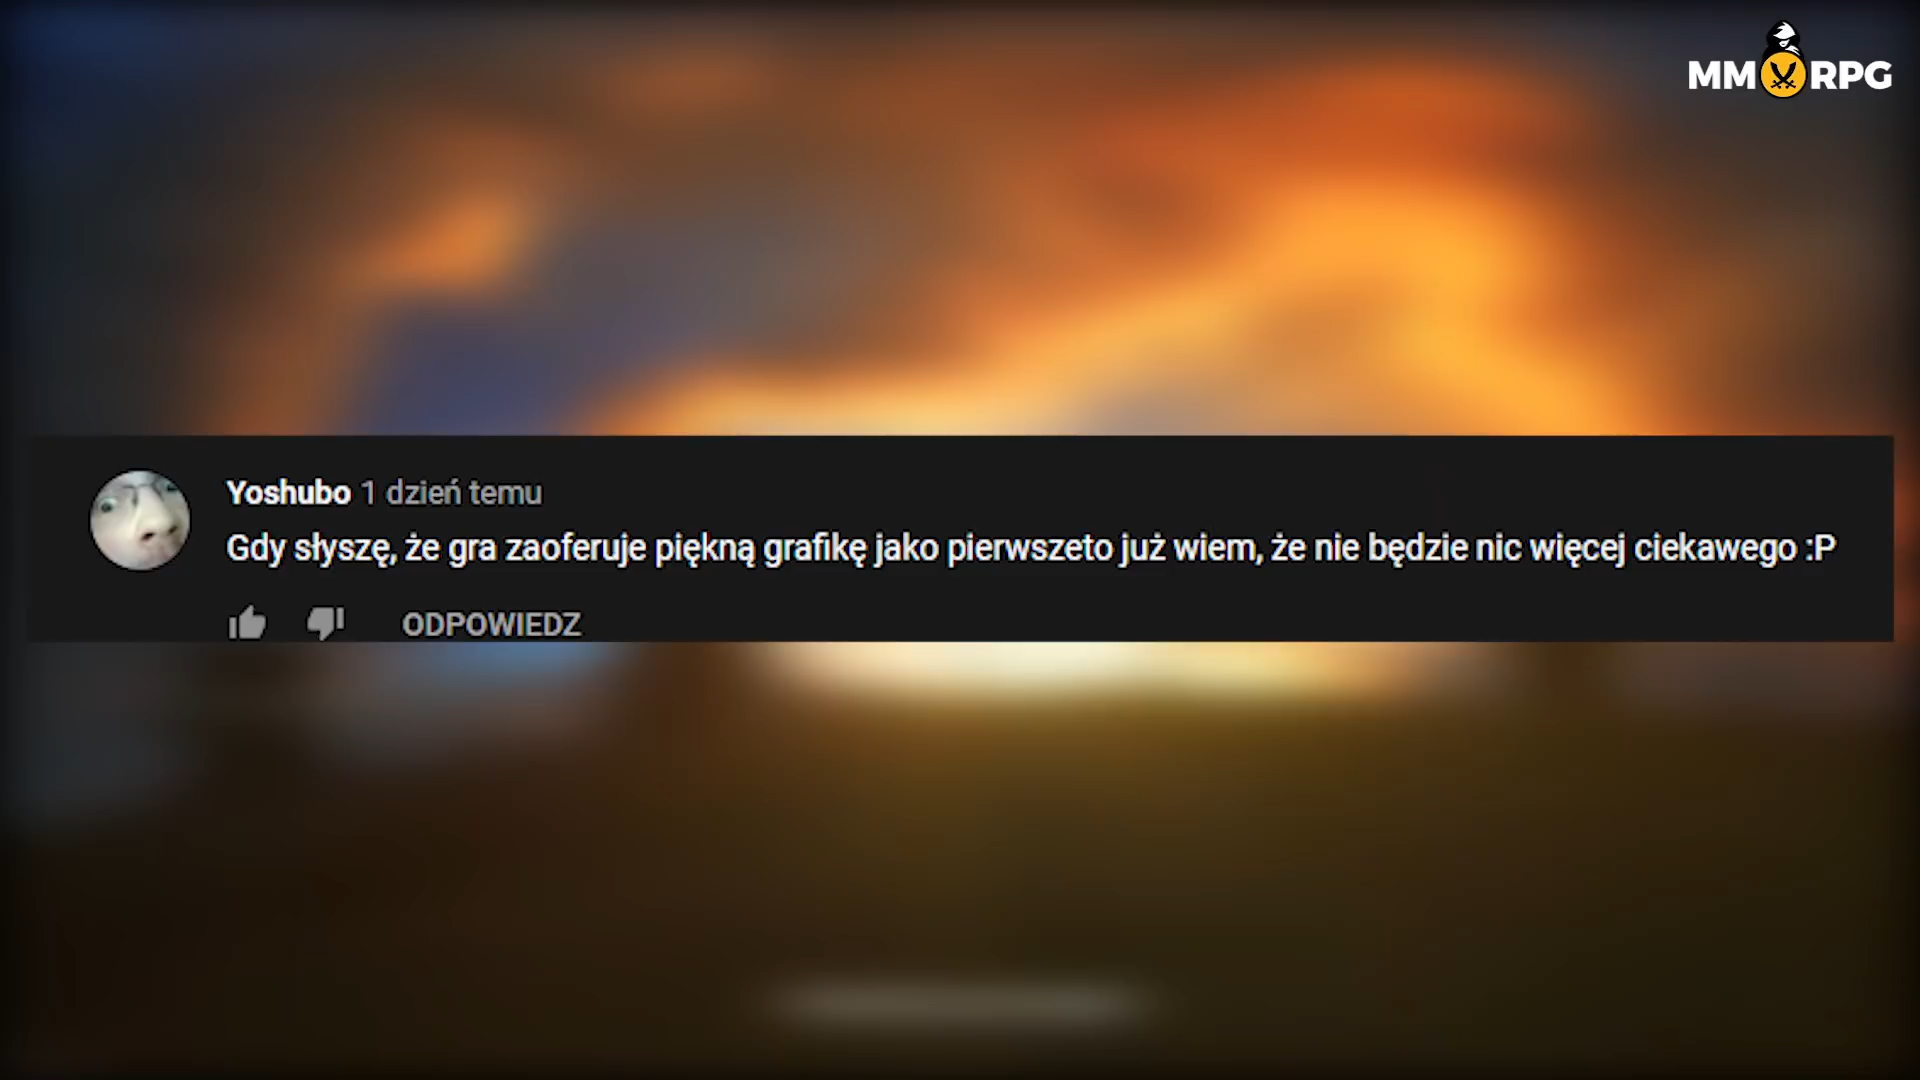 MMORPG
Yoshubo 1 dzień temu
Gdy słyszę, że gra zaoferuje piękną grafikę jako pierwszeto już wiem, że nie będzie nic więcej ciekawego :P
ODPOWIEDZ